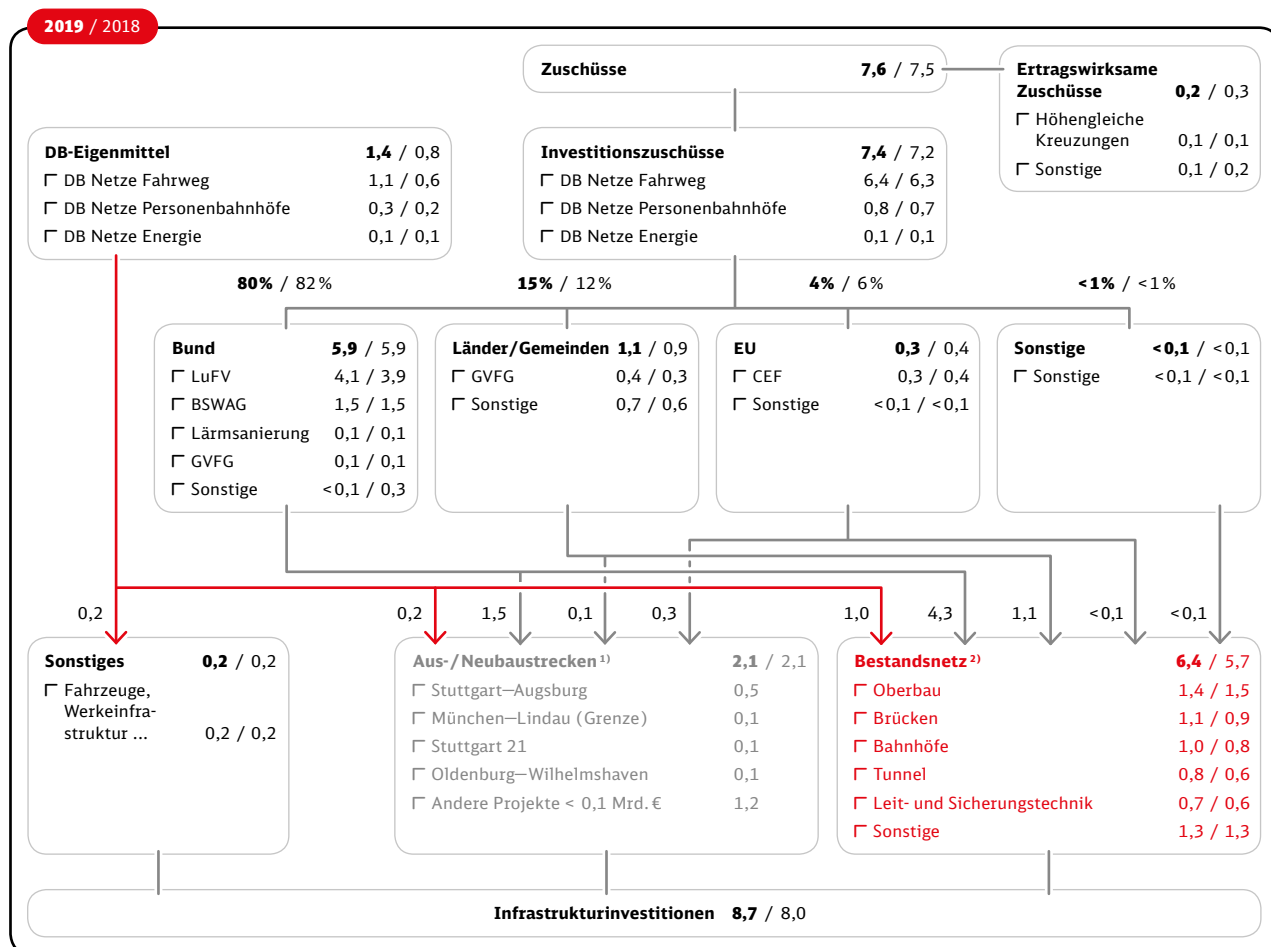 2019 / 2018
Zuschüsse 7,6 / 7,5
Ertragswirksame
Zuschüsse 0,2 / 0,3
Höhengleiche
Kreuzungen 0,1 / 0,1
Sonstige 0,1 / 0,2
DB-Eigenmittel 1,4 / 0,8
DB Netze Fahrweg 1,1 / 0,6
DB Netze Personenbahnhöfe 0,3 / 0,2
DB Netze Energie 0,1 / 0,1
Investitionszuschüsse 7,4 / 7,2
DB Netze Fahrweg 6,4 / 6,3
DB Netze Personenbahnhöfe 0,8 / 0,7
DB Netze Energie 0,1 / 0,1
80% / 82% 15% / 12% 4% / 6% <1% / <1%
Bund 5,9 / 5,9
LuFV 4,1 / 3,9
BSWAG 1,5 / 1,5
Lärmsanierung 0,1 / 0,1
GVFG 0,1 / 0,1
Sonstige <0,1 / 0,3
Länder/Gemeinden 1,1 / 0,9
GVFG 0,4 / 0,3
Sonstige 0,7 / 0,6
EU 0,3 / 0,4
CEF 0,3 / 0,4
Sonstige <0,1 / <0,1
Sonstige <0,1 / <0,1
Sonstige <0,1 / <0,1
0,2 0,2 1,5 0,1 0,3 1,0 4,3 1,1 <0,1 <0,1
Sonstiges 0,2 / 0,2
Fahrzeuge,
Werkeinfra-
struktur ... 0,2 / 0,2
Aus-/Neubaustrecken 1) 2,1 / 2,1
Stuttgart—Augsburg 0,5
München—Lindau (Grenze) 0,1
Stuttgart 21 0,1
Oldenburg—Wilhelmshaven 0,1
Andere Projekte < 0,1 Mrd. € 1,2
Bestandsnetz 2) 6,4 / 5,7
Oberbau 1,4 / 1,5
Brücken 1,1 / 0,9
Bahnhöfe 1,0 / 0,8
Tunnel 0,8 / 0,6
Leit- und Sicherungstechnik 0,7 / 0,6
Sonstige 1,3 / 1,3
Infrastrukturinvestitionen 8,7 / 8,0